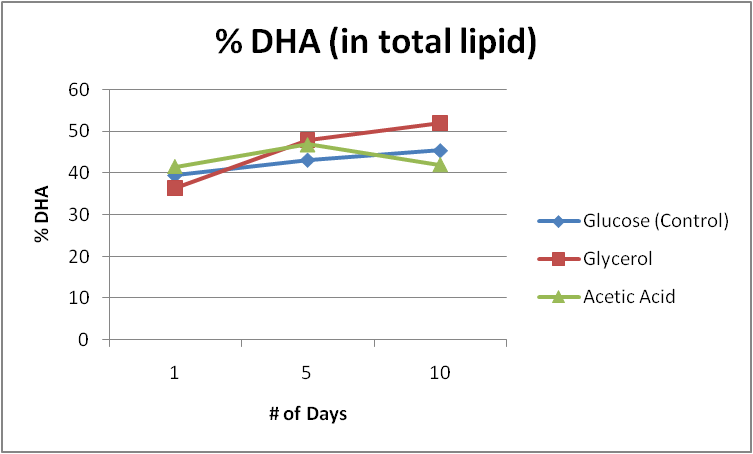 % DHA (in total lipid)
60
50
40
30
20
10
0
% DHA
1 5 10
# of Days
Glucose (Control)
Glycerol
Acetic Acid